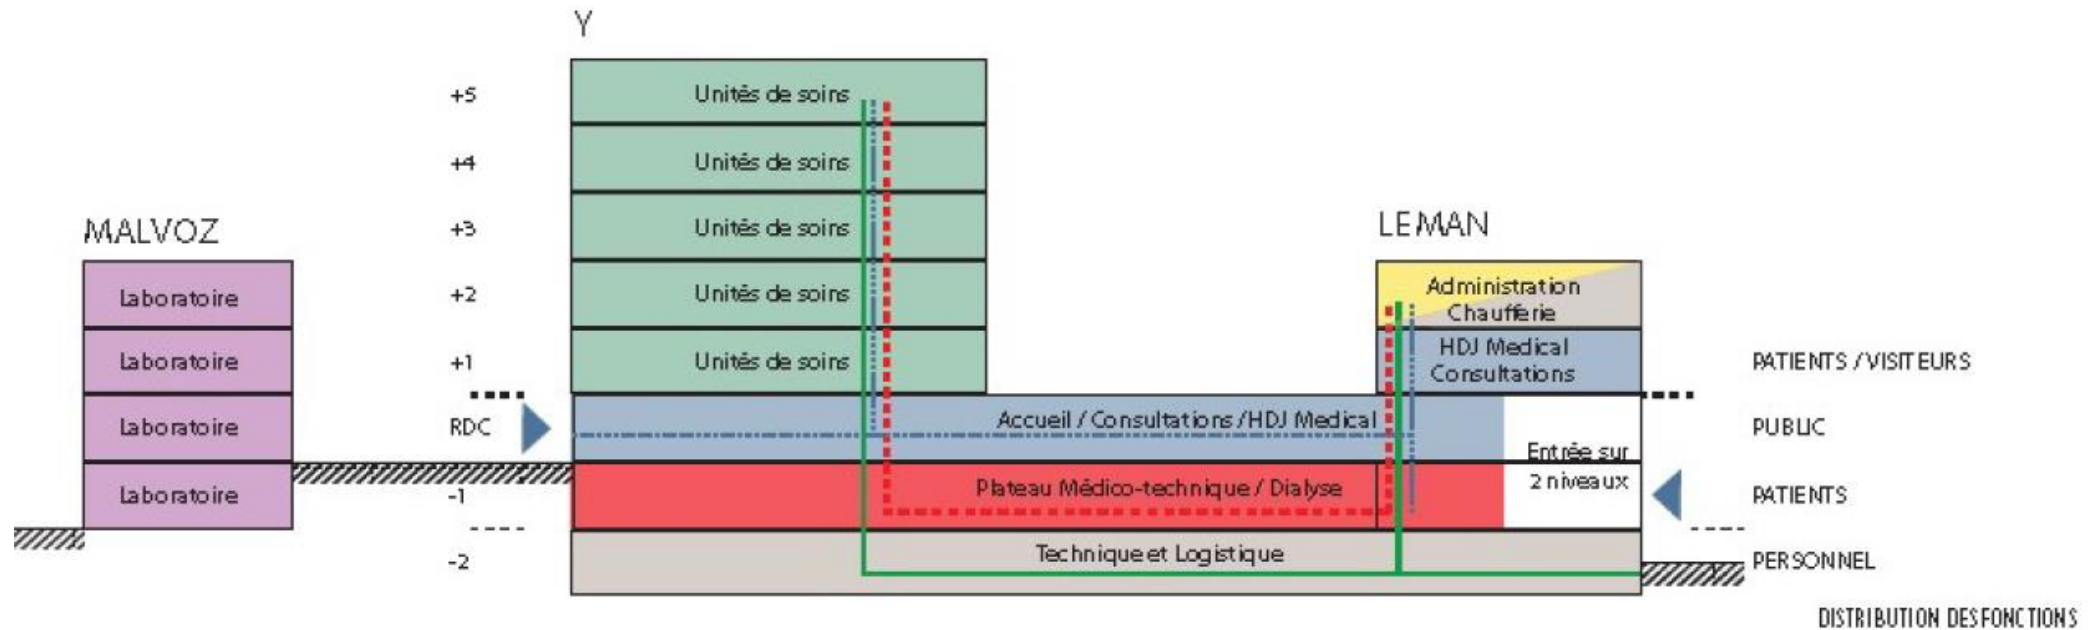 Y
+5
Unités de soins
+4
Unités de soins
+3
Unités de soins
MALVOZ
LEMAN
Laboratoire
+2
Unités de soins
Administration
Chaufferie
Laboratoire
+1
Unités de soins
HDJ Medical
Consultations
PATIENTS / VISITEURS
Laboratoire
RDC
Accueil / Consultations /HDJ Medical
PUBLIC
Entrée sur
2 niveaux
Laboratoire
-1
Plateau Médico-technique / Dialyse
PATIENTS
-2
Technique et Logistique
PERSONNEL
DISTRIBUTION DES FONCTIONS